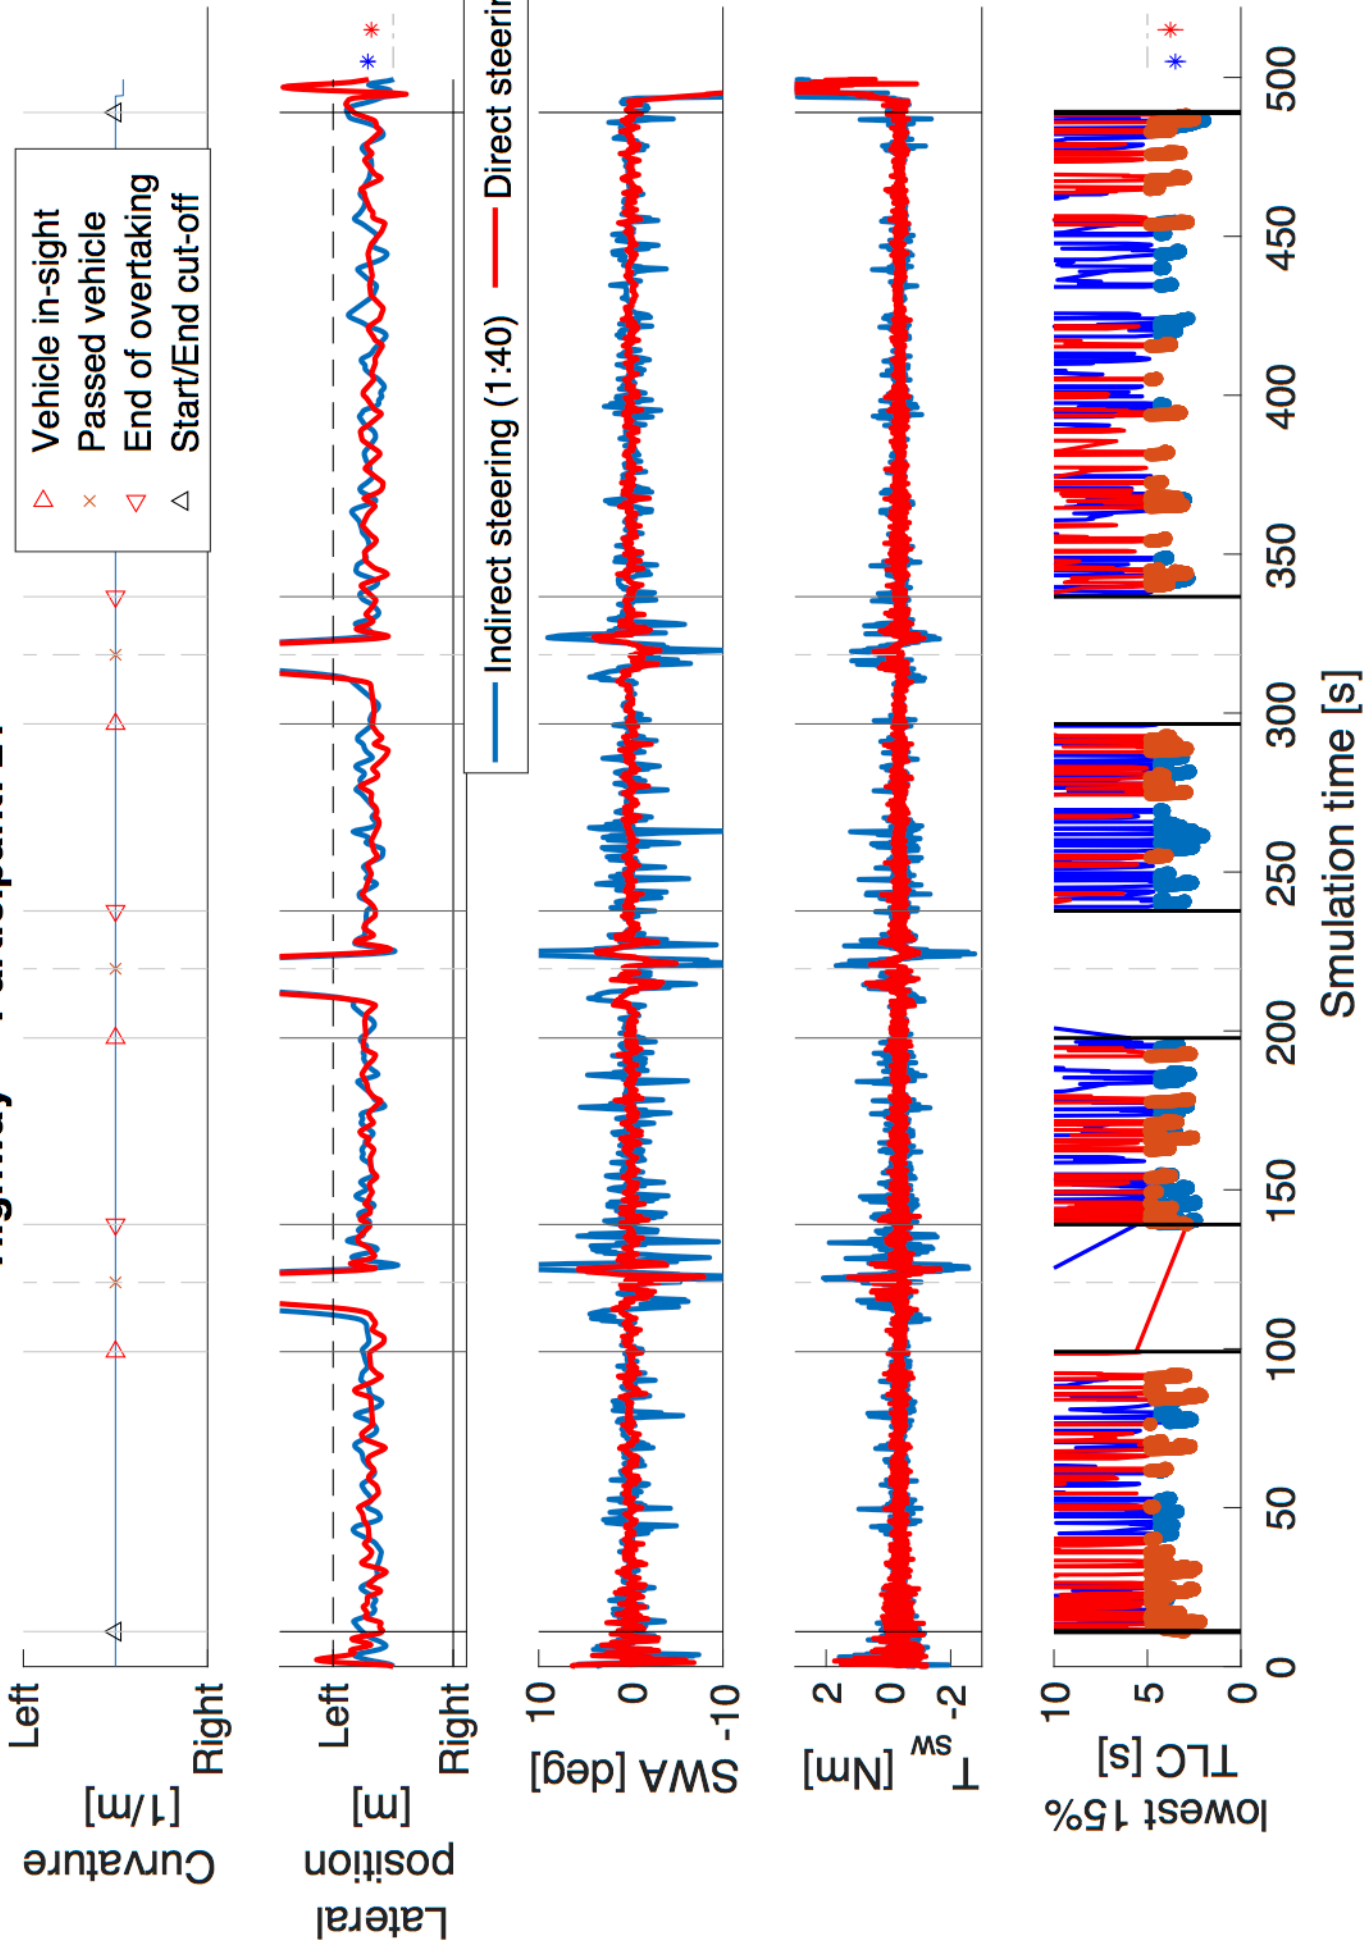 Left
Right
Curvature
[1/m]
Vehicle in-sight
Passed vehicle
End of overtaking
Start/End cut-off
Left
Right
Lateral
position
[m]
Indirect steering (1:40)
Direct steerin
10
0
-10
SWA [deg]
2
0
-2
T_sw [Nm]
10
5
0
lowest 15%
TLC [s]
0 50 100 150 200 250 300 350 400 450 500
Smulation time [s]